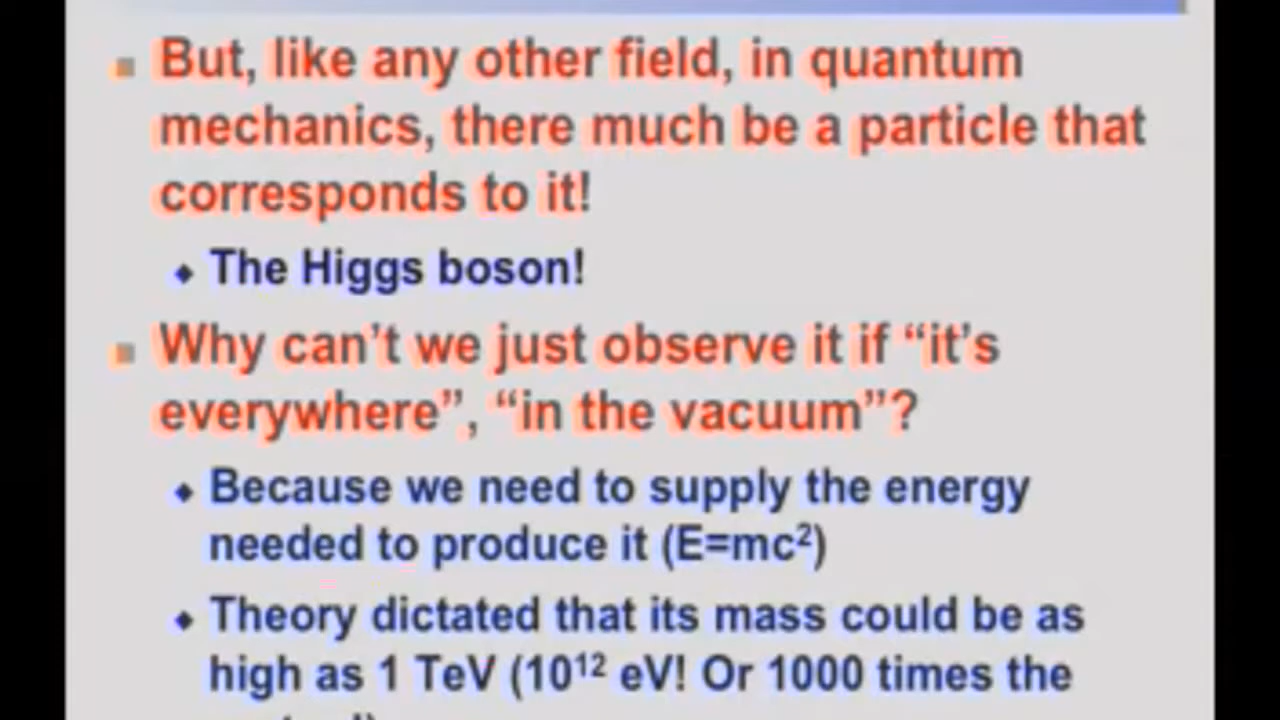 But, like any other field, in quantum
mechanics, there much be a particle that
corresponds to it!
The Higgs boson!
Why can't we just observe it if “it's
everywhere”, “in the vacuum”?
Because we need to supply the energy
needed to produce it (E=mc²)
Theory dictated that its mass could be as
high as 1 TeV (10¹² eV! Or 1000 times the